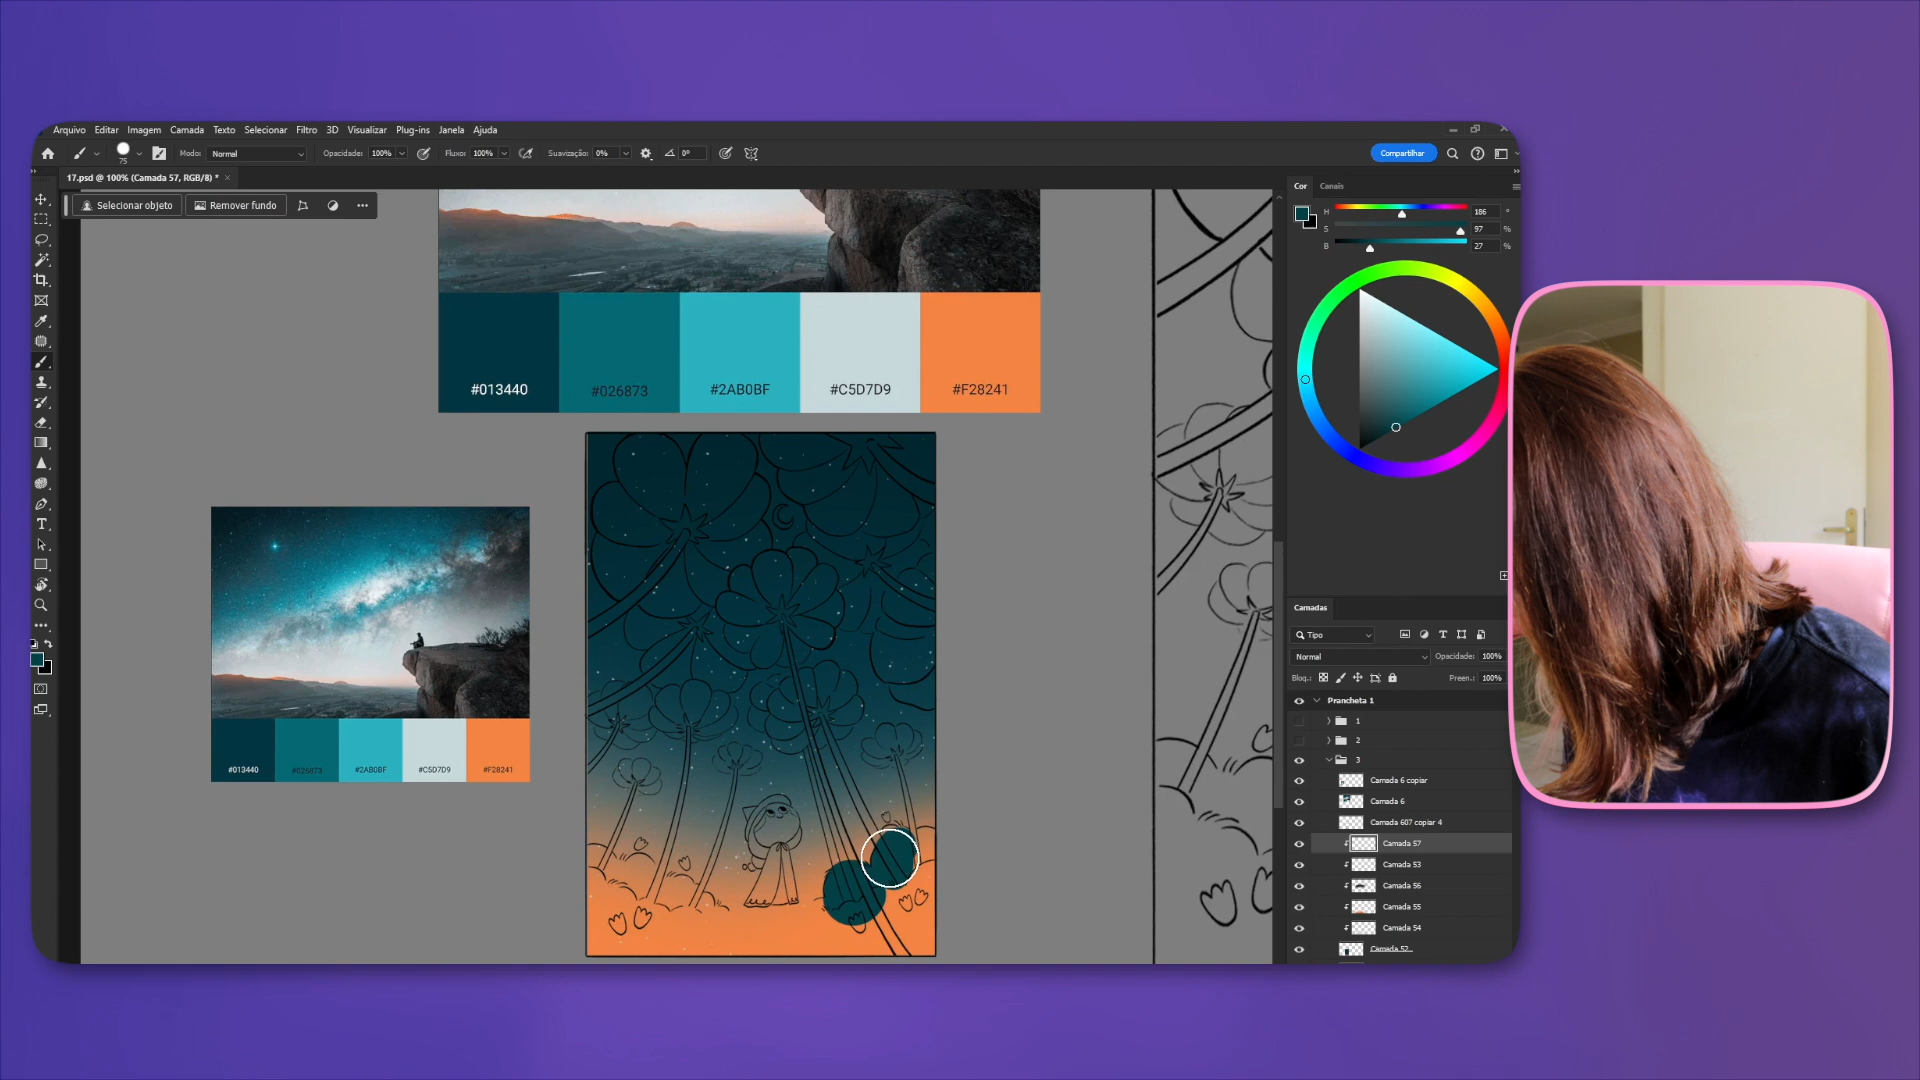 Arquivo Editar Imagem Camada Texto Selecionar Filtro 3D Visualizar Plug-ins Janela Ajuda
75 Modo: Normal Opacidade: 100% Fluxo: 100% Suavização: 0% 0° Compartilhar
17.psd @ 100% (Camada 57, RGB/8) * ×
Selecionar objeto Remover fundo
#013440 #026873 #2AB0BF #C5D7D9 #F28241
#013440 #026873 #2AB0BF #C5D7D9 #F28241
Cor Canais
H 186 °
S 97 %
B 27 %
Camadas
Tipo
Normal Opacidade: 100%
Bloq.: Preen.: 100%
Prancheta 1
1
2
3
Camada 6 copiar
Camada 6
Camada 607 copiar 4
Camada 57
Camada 53
Camada 56
Camada 55
Camada 54
Camada 52